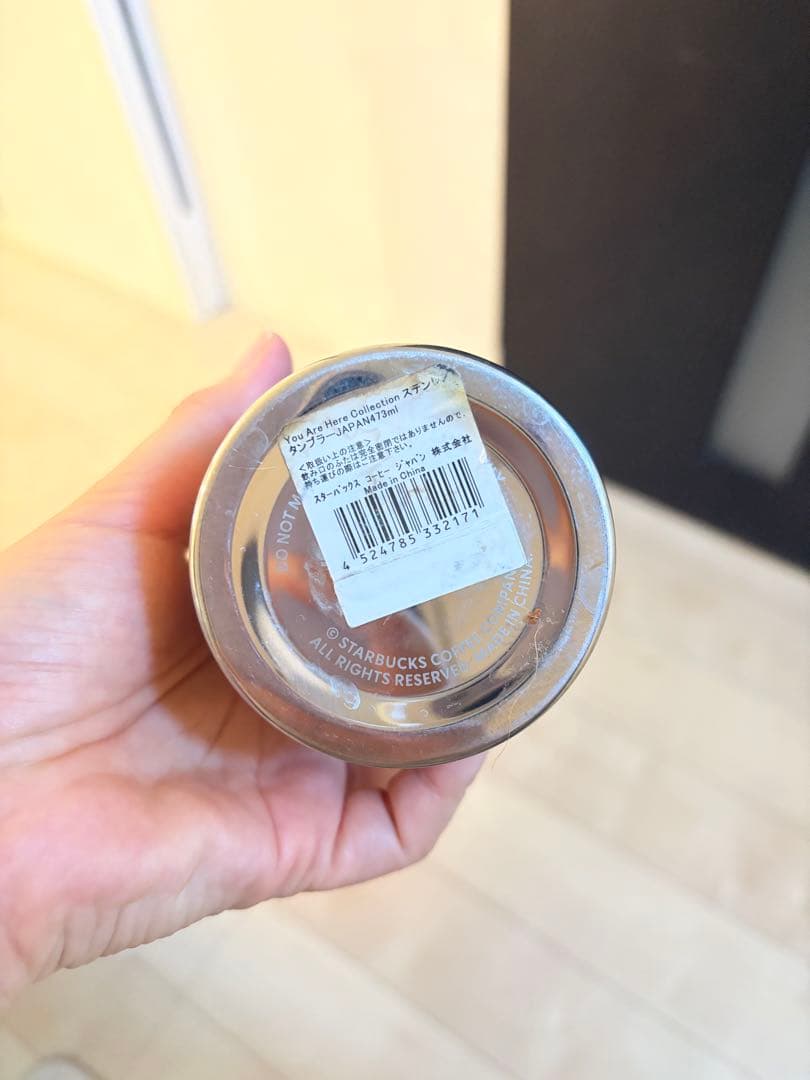 You Are Here Collection ステンレス
タンブラーJAPAN473ml
<取扱い上の注意>
飲み口のふたは完全密閉ではありませんので、
持ち運びの際はご注意下さい。
スターバックス コーヒー ジャパン 株式会社
Made in China
4 524785 332171
DO NOT M
© STARBUCKS COFFEE COMPAN
ALL RIGHTS RESERVED. MADE IN CHINA